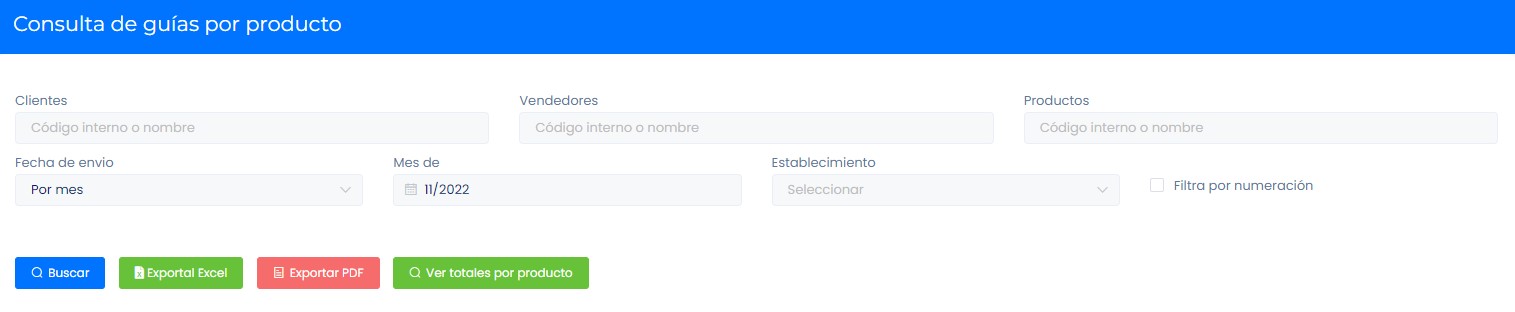 Consulta de guías por producto
Clientes Vendedores Productos
Código interno o nombre Código interno o nombre Código interno o nombre
Fecha de envio Mes de Establecimiento
Por mes 11/2022 Seleccionar Filtra por numeración
Buscar Exportal Excel Exportar PDF Ver totales por producto